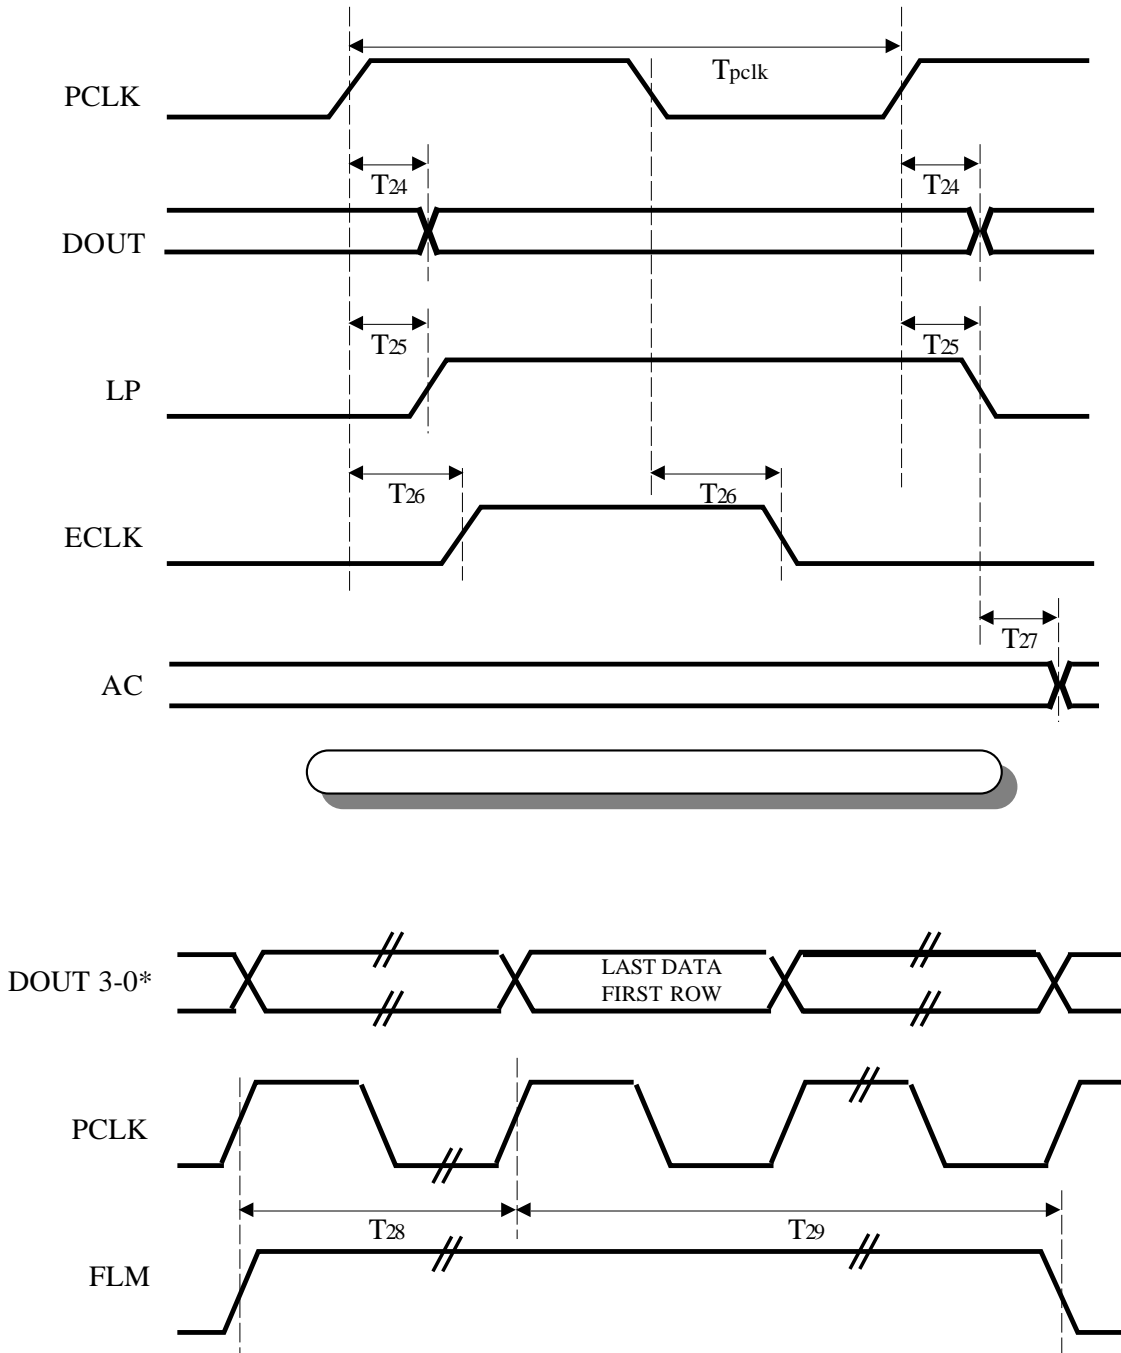 Tpclk
PCLK
T24 T24
DOUT
T25 T25
LP
T26 T26
ECLK
T27
AC
DOUT 3-0*
LAST DATA
FIRST ROW
PCLK
T28 T29
FLM